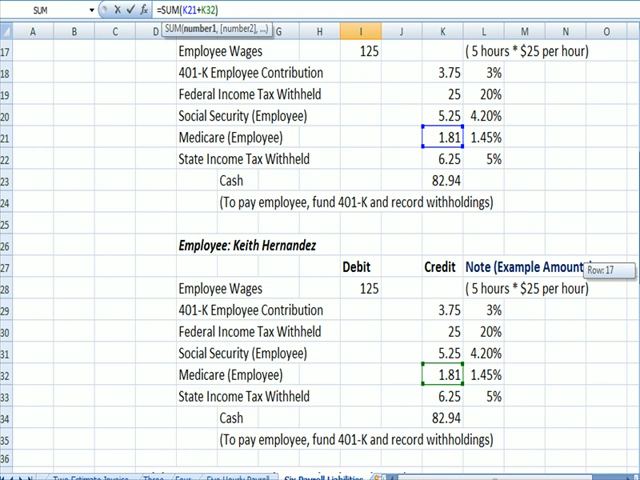 SUM =SUM(K21+K32)
SUM(number1, [number2], ...)
A B C D E F G H I J K L M N O
17 Employee Wages 125 ( 5 hours * $25 per hour)
18 401-K Employee Contribution 3.75 3%
19 Federal Income Tax Withheld 25 20%
20 Social Security (Employee) 5.25 4.20%
21 Medicare (Employee) 1.81 1.45%
22 State Income Tax Withheld 6.25 5%
23 Cash 82.94
24 (To pay employee, fund 401-K and record withholdings)
25
26 Employee: Keith Hernandez
27 Debit Credit Note (Example Amount
Row: 17
28 Employee Wages 125 ( 5 hours * $25 per hour)
29 401-K Employee Contribution 3.75 3%
30 Federal Income Tax Withheld 25 20%
31 Social Security (Employee) 5.25 4.20%
32 Medicare (Employee) 1.81 1.45%
33 State Income Tax Withheld 6.25 5%
34 Cash 82.94
35 (To pay employee, fund 401-K and record withholdings)
36
Two Estimate Invoice Three Four Five Hourly Payroll Six Payroll Liabilities